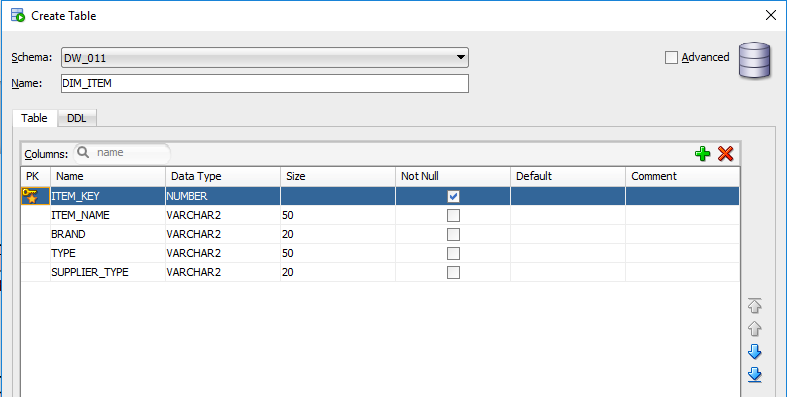 Create Table
Schema: DW_011 Advanced
Name: DIM_ITEM
Table DDL
Columns: name
PK Name Data Type Size Not Null Default Comment
ITEM_KEY NUMBER
ITEM_NAME VARCHAR2 50
BRAND VARCHAR2 20
TYPE VARCHAR2 50
SUPPLIER_TYPE VARCHAR2 20